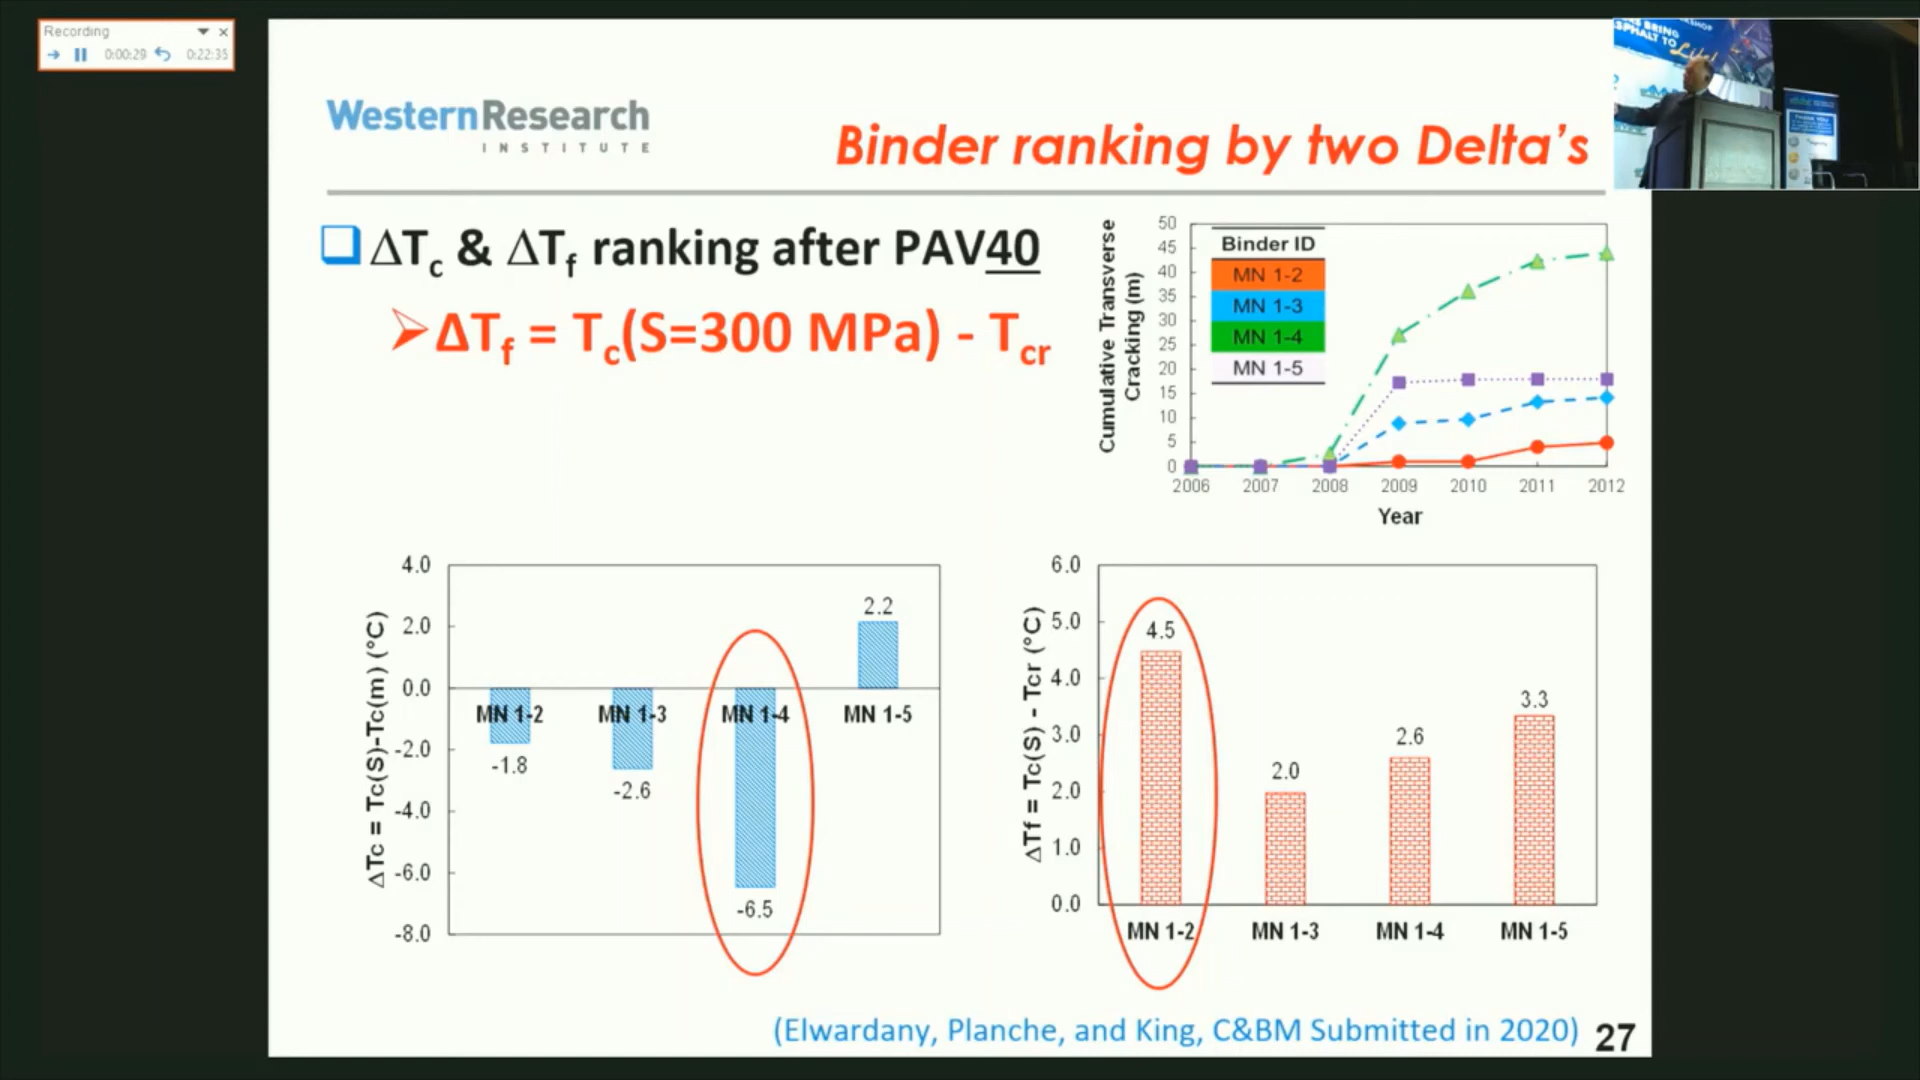 Recording
0:00:29 0:22:35
WesternResearch
INSTITUTE
Binder ranking by two Delta's
ΔTc & ΔTf ranking after PAV40
ΔTf = Tc(S=300 MPa) - Tcr
Cumulative Transverse
Cracking (m)
50
45
40
35
30
25
20
15
10
5
0
Binder ID
MN 1-2
MN 1-3
MN 1-4
MN 1-5
2006 2007 2008 2009 2010 2011 2012
Year
ΔTc = Tc(S)-Tc(m) (°C)
4.0
2.0
0.0
-2.0
-4.0
-6.0
-8.0
2.2
MN 1-2 MN 1-3 MN 1-4 MN 1-5
-1.8
-2.6
-6.5
ΔTf = Tc(S) - Tcr (°C)
6.0
5.0
4.0
3.0
2.0
1.0
0.0
4.5
2.0
2.6
3.3
MN 1-2 MN 1-3 MN 1-4 MN 1-5
(Elwardany, Planche, and King, C&BM Submitted in 2020)
27